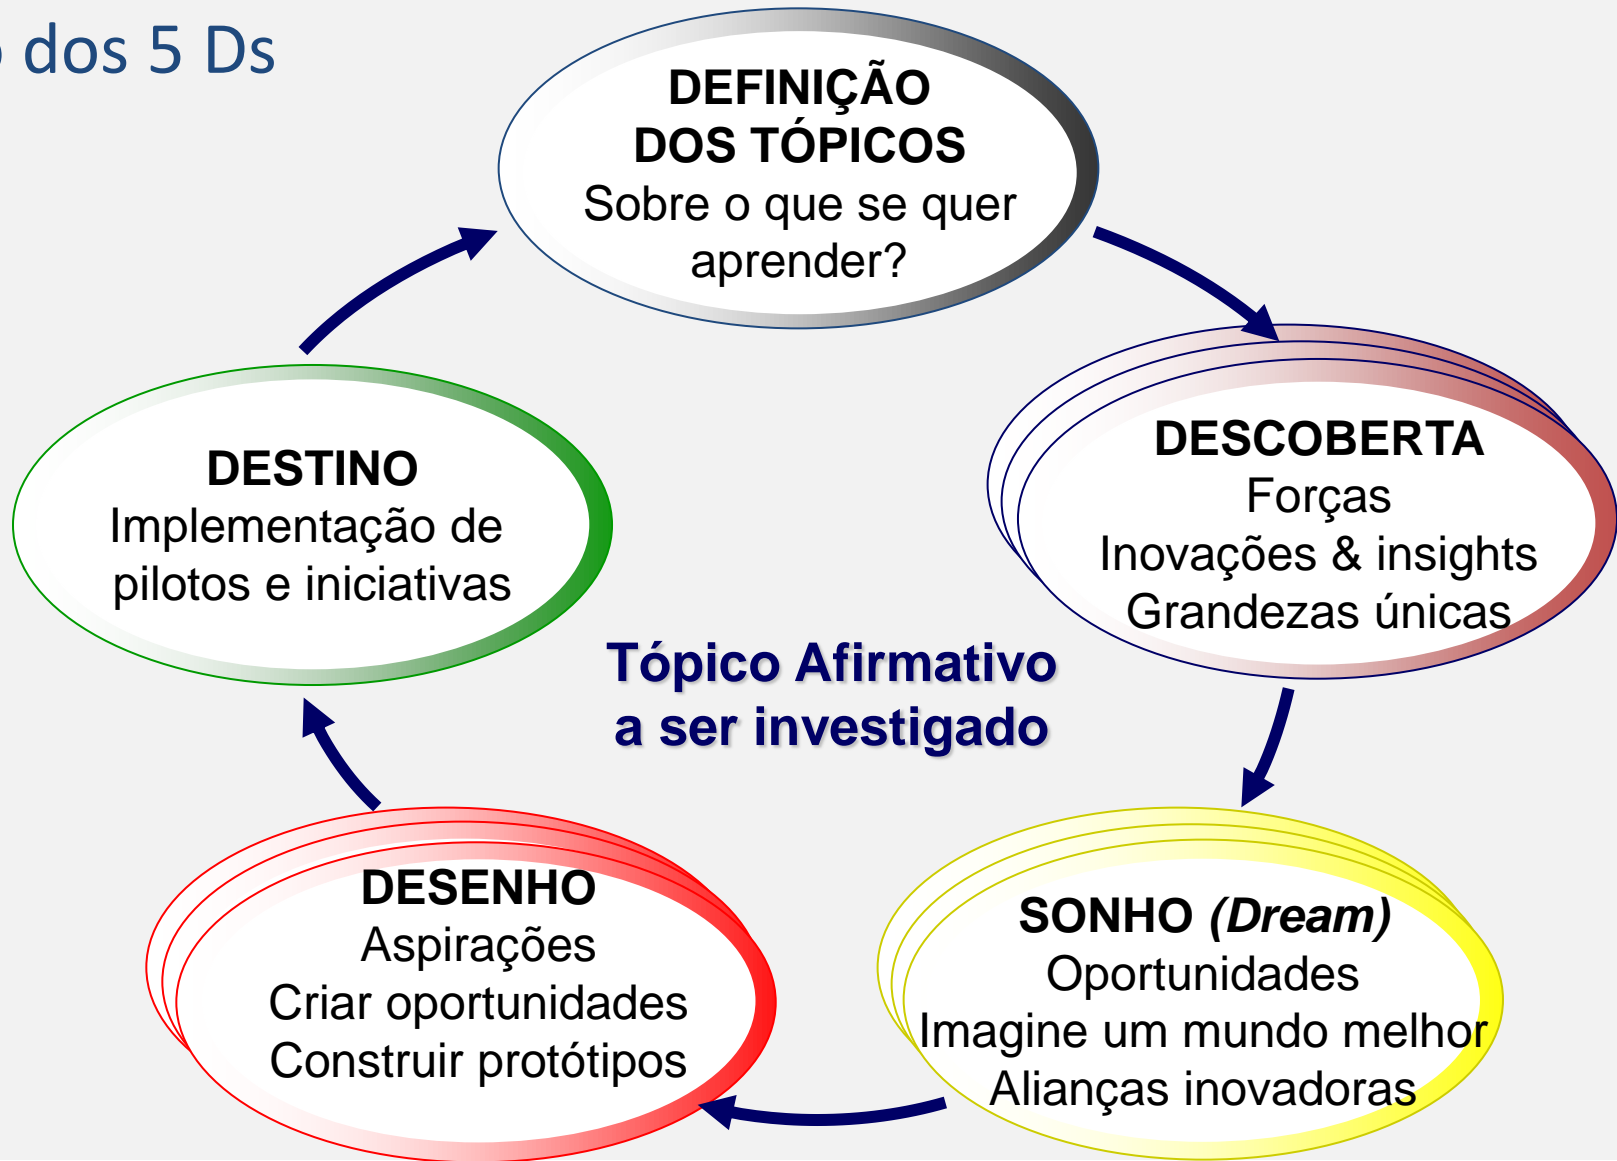 o dos 5 Ds
DEFINIÇÃO
DOS TÓPICOS
Sobre o que se quer
aprender?
DESCOBERTA
Forças
Inovações & insights
Grandezas únicas
SONHO (Dream)
Oportunidades
Imagine um mundo melhor
Alianças inovadoras
DESENHO
Aspirações
Criar oportunidades
Construir protótipos
DESTINO
Implementação de
pilotos e iniciativas
Tópico Afirmativo
a ser investigado